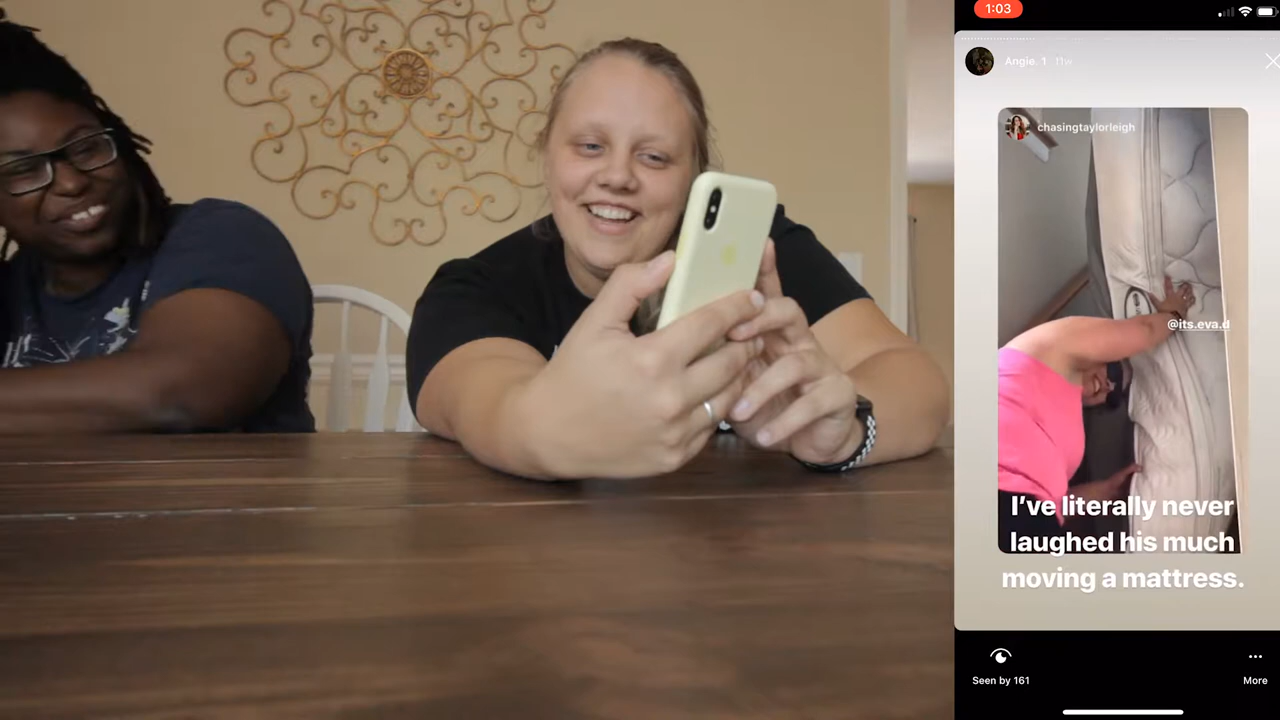 1:03
Angie. 1 11w
chasingtaylorleigh
@its.eva.d
I've literally never
laughed his much
moving a mattress.
Seen by 161
More